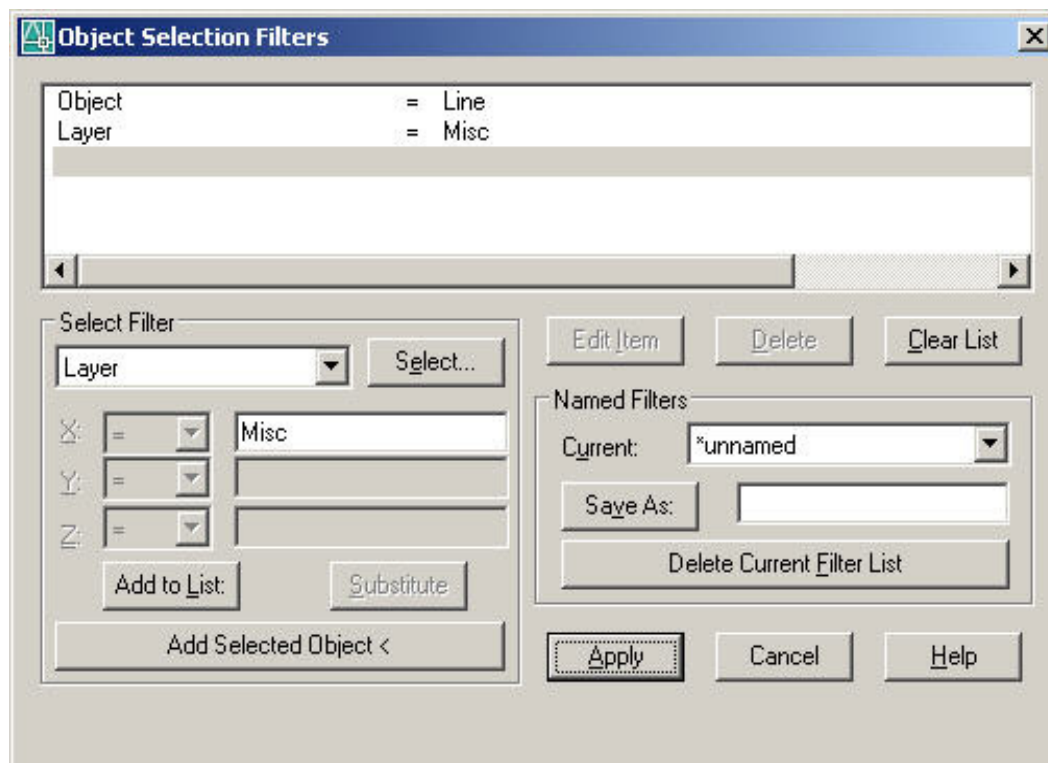 Object Selection Filters
Object = Line
Layer = Misc
Select Filter
Layer Select...
X: = Misc
Y: =
Z: =
Add to List: Substitute
Add Selected Object <
Edit Item Delete Clear List
Named Filters
Current: *unnamed
Save As:
Delete Current Filter List
Apply Cancel Help